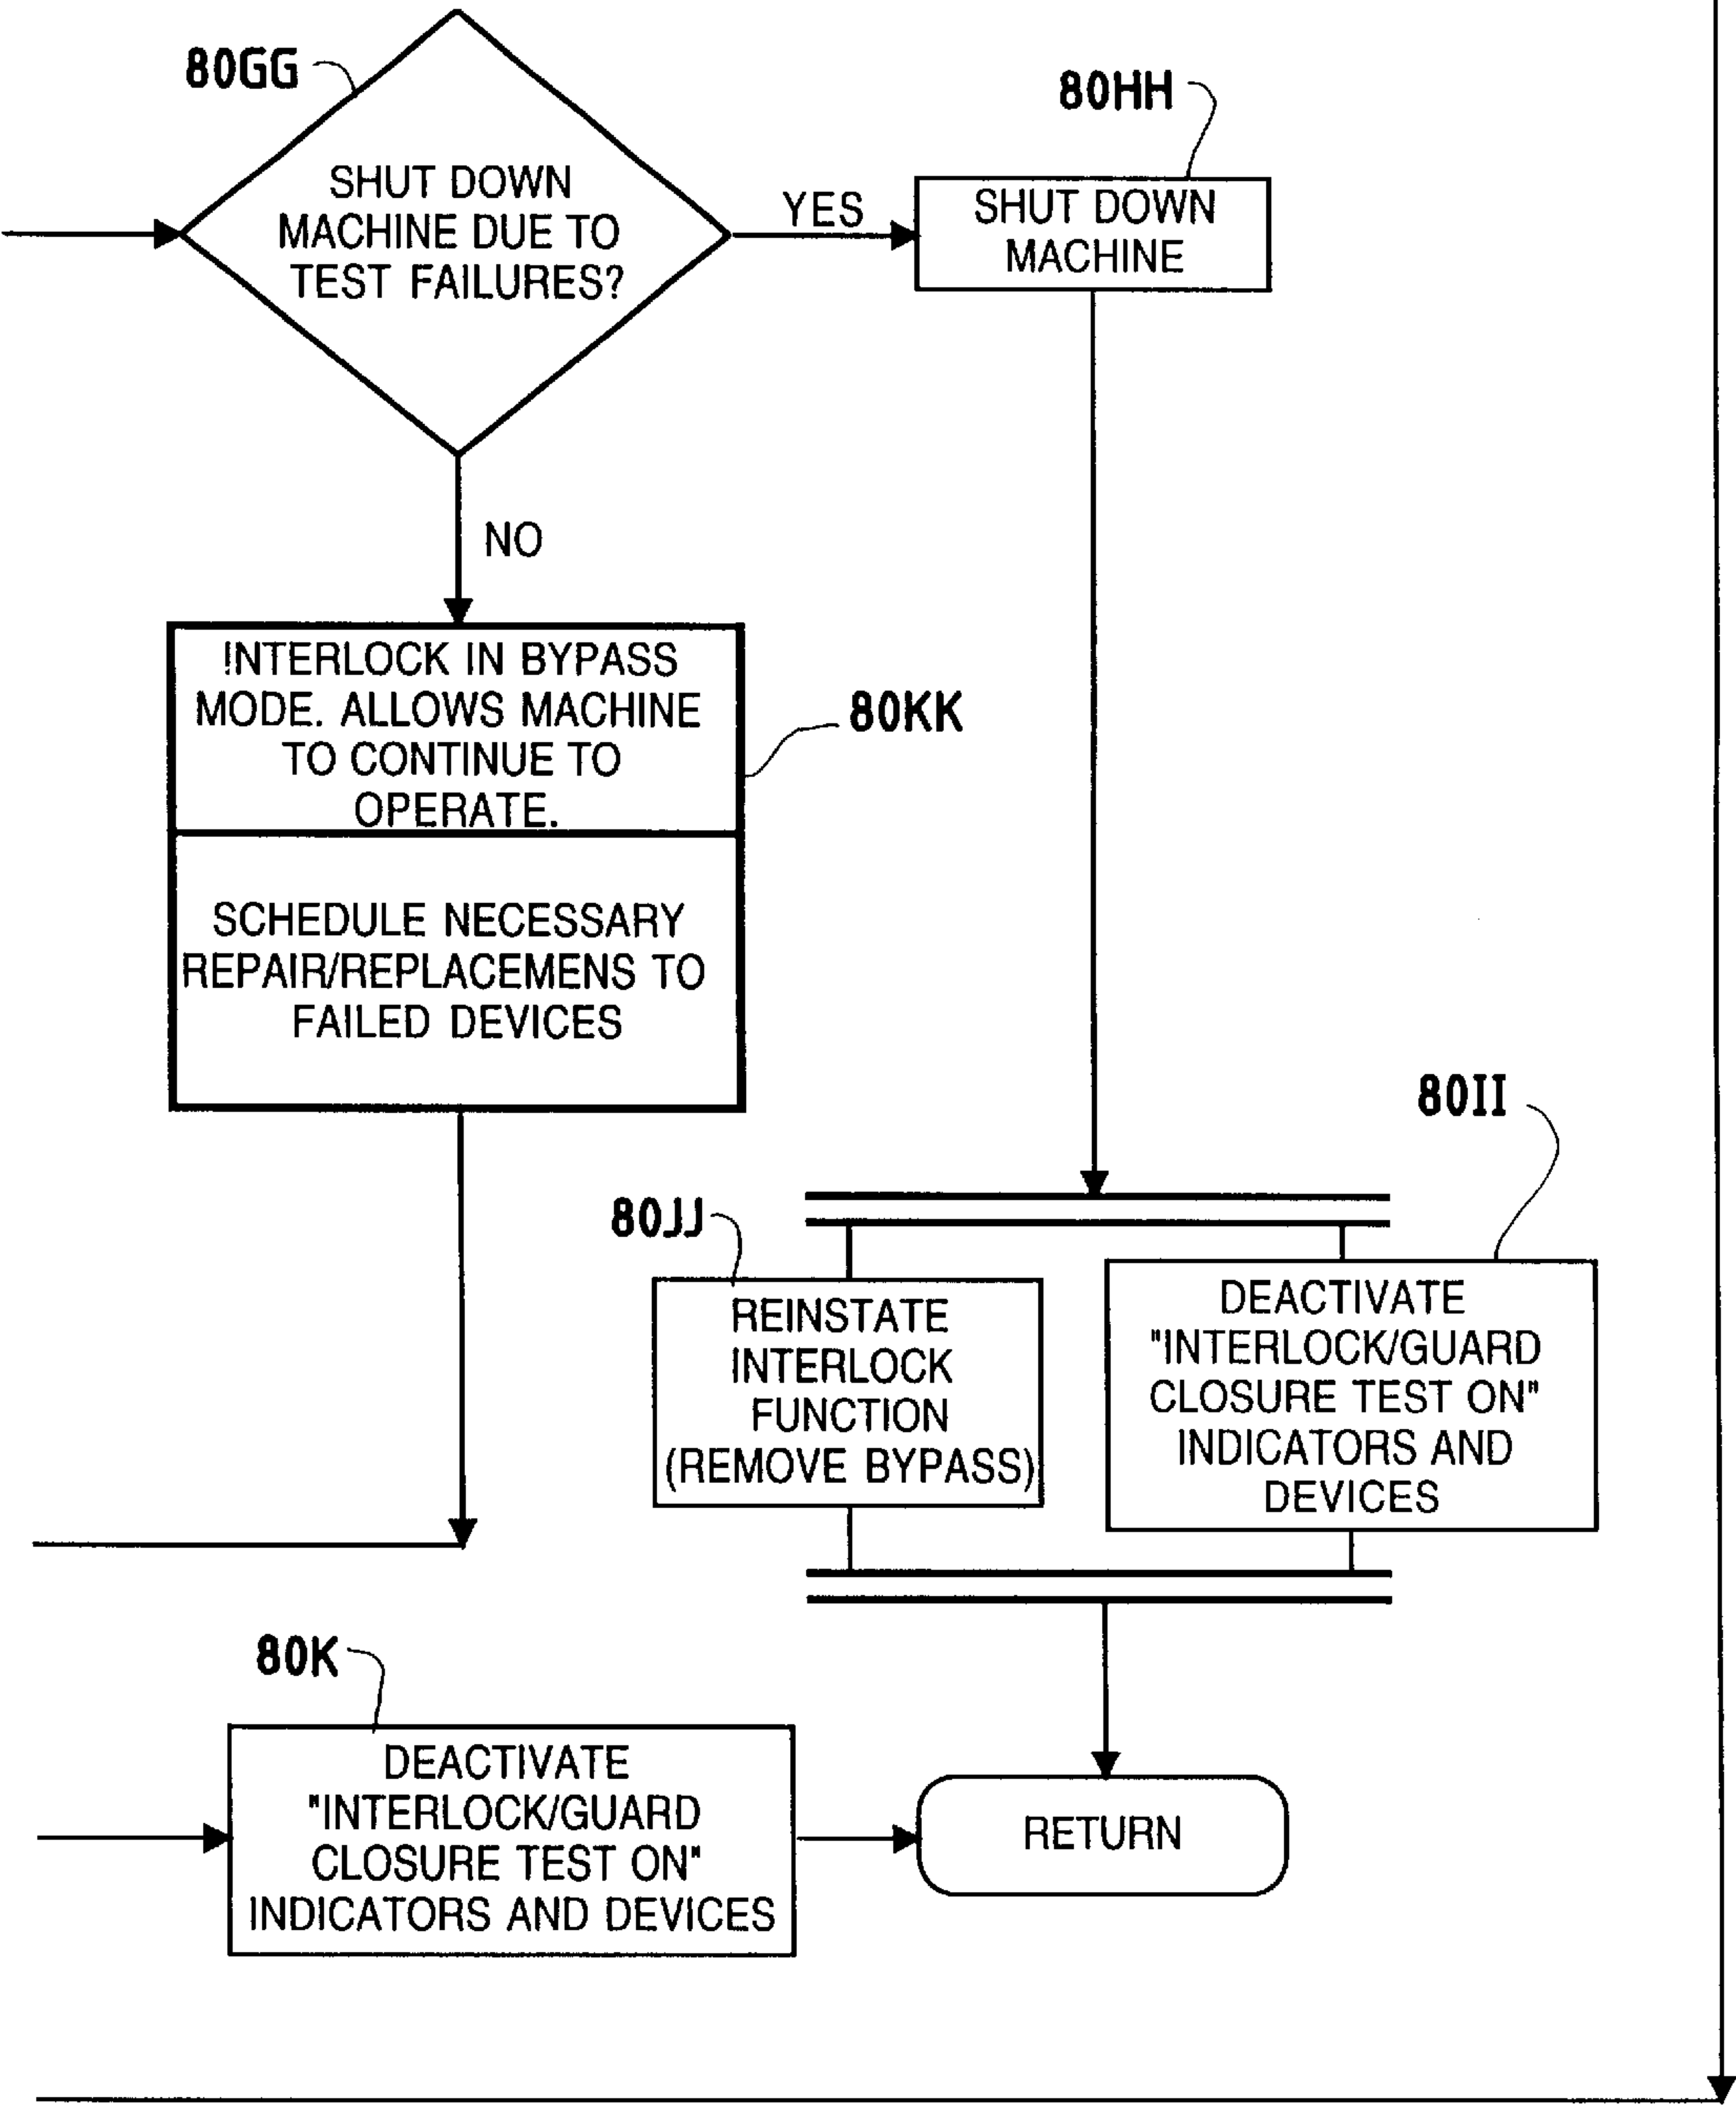 80GG
SHUT DOWN
MACHINE DUE TO
TEST FAILURES?
YES
80HH
SHUT DOWN
MACHINE
NO
INTERLOCK IN BYPASS
MODE. ALLOWS MACHINE
TO CONTINUE TO
OPERATE.
80KK
SCHEDULE NECESSARY
REPAIR/REPLACEMENS TO
FAILED DEVICES
80JJ
REINSTATE
INTERLOCK
FUNCTION
(REMOVE BYPASS)
80II
DEACTIVATE
"INTERLOCK/GUARD
CLOSURE TEST ON"
INDICATORS AND
DEVICES
80K
DEACTIVATE
"INTERLOCK/GUARD
CLOSURE TEST ON"
INDICATORS AND DEVICES
RETURN